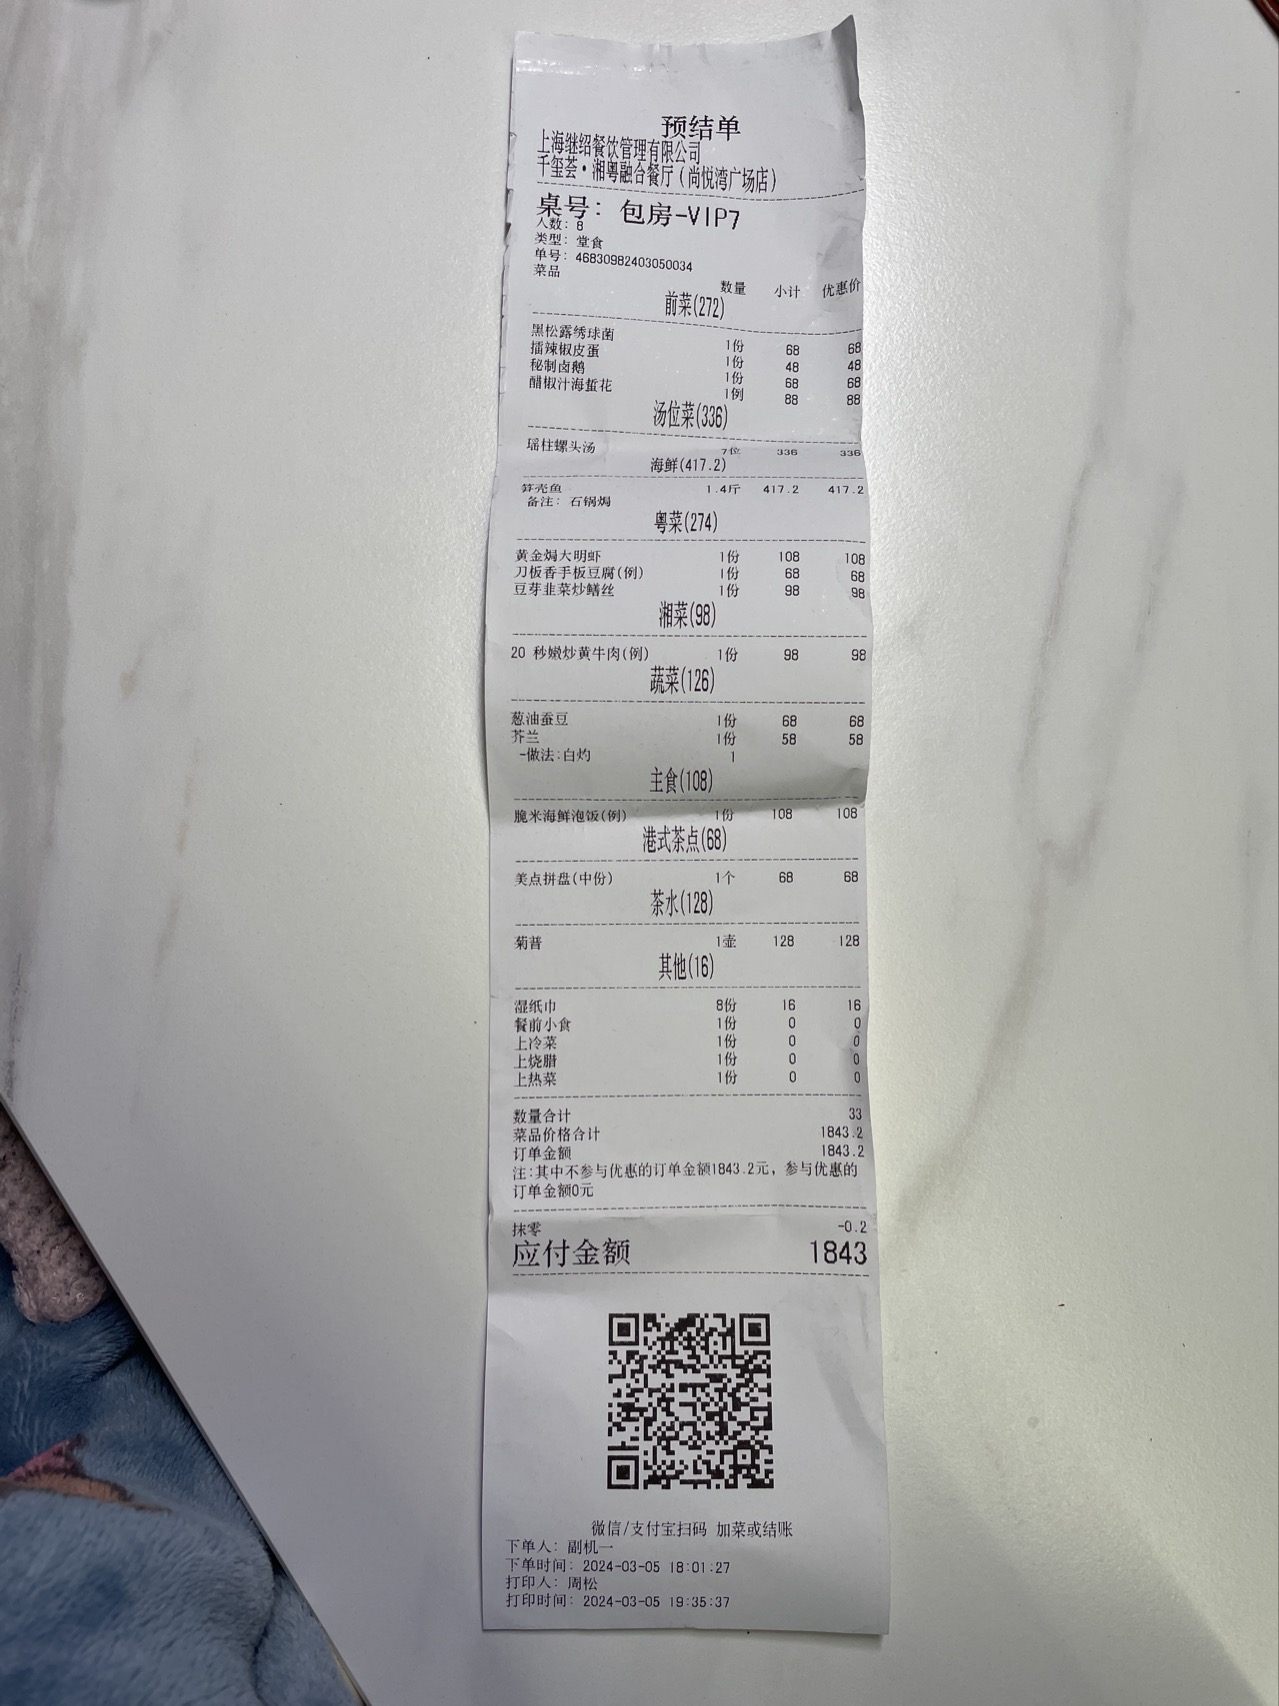 预结单
上海继绍餐饮管理有限公司
千玺荟·湘粤融合餐厅(尚悦湾广场店)
桌号: 包房-VIP7
人数: 8
类型: 堂食
单号: 46830982403050034
菜品 数量 小计 优惠价
前菜(272)
黑松露绣球菌 1份 68 68
擂辣椒皮蛋 1份 48 48
秘制卤鹅 1份 68 68
醋椒汁海蜇花 1例 88 88
汤位菜(336)
瑶柱螺头汤 7位 336 336
海鲜(417.2)
笋壳鱼 1.4斤 417.2 417.2
备注: 石锅焗
粤菜(274)
黄金焗大明虾 1份 108 108
刀板香手板豆腐(例) 1份 68 68
豆芽韭菜炒鳝丝 1份 98 98
湘菜(98)
20 秒嫩炒黄牛肉(例) 1份 98 98
蔬菜(126)
葱油蚕豆 1份 68 68
芥兰 1份 58 58
-做法:白灼 1
主食(108)
脆米海鲜泡饭(例) 1份 108 108
港式茶点(68)
美点拼盘(中份) 1个 68 68
茶水(128)
菊普 1壶 128 128
其他(16)
湿纸巾 8份 16 16
餐前小食 1份 0 0
上冷菜 1份 0 0
上烧腊 1份 0 0
上热菜 1份 0 0
数量合计 33
菜品价格合计 1843.2
订单金额 1843.2
注:其中不参与优惠的订单金额1843.2元, 参与优惠的
订单金额0元
抹零 -0.2
应付金额 1843
微信/支付宝扫码 加菜或结账
下单人: 副机一
下单时间: 2024-03-05 18:01:27
打印人: 周松
打印时间: 2024-03-05 19:35:37